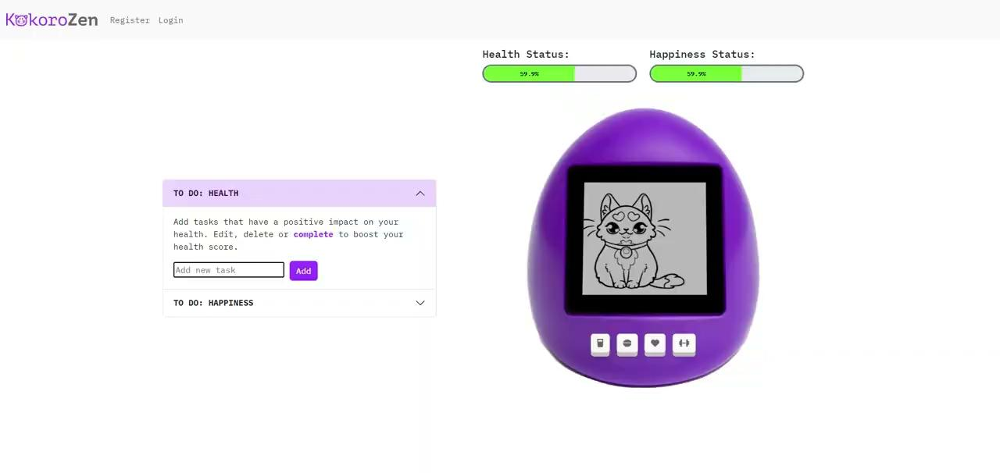 KokoroZen Register Login
Health Status: Happiness Status:
59.9% 59.9%
TO DO: HEALTH
Add tasks that have a positive impact on your
health. Edit, delete or complete to boost your
health score.
Add new task Add
TO DO: HAPPINESS